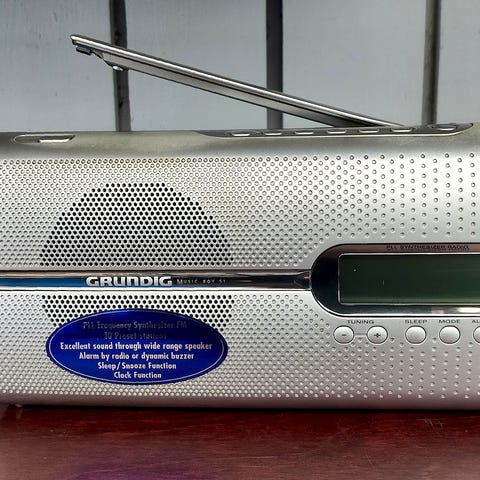 PLL SYNTHESIZER RADIO
GRUNDIG MUSIC BOY 51
TUNING
SLEEP MODE
- +
PLL Frequency Synthesizer FM
10 Preset stations
Excellent sound through wide range speaker
Alarm by radio or dynamic buzzer
Sleep/Snooze Function
Clock Function